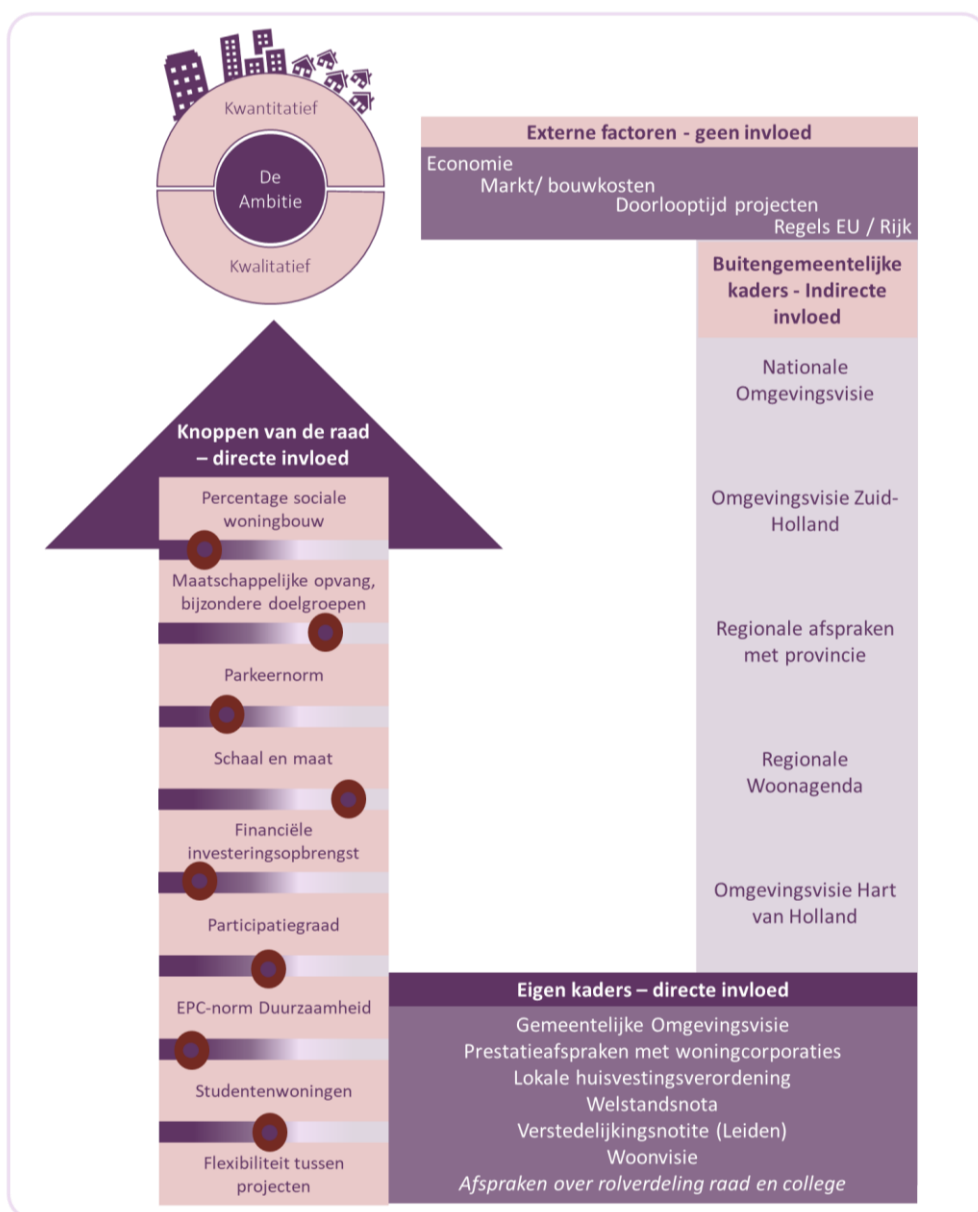 Kwantitatief
De
Ambitie
Kwalitatief
Externe factoren - geen invloed
Economie
Markt/ bouwkosten
Doorlooptijd projecten
Regels EU / Rijk
Buitengemeentelijke
kaders - Indirecte
invloed
Nationale
Omgevingsvisie
Omgevingsvisie Zuid-
Holland
Regionale afspraken
met provincie
Regionale
Woonagenda
Omgevingsvisie Hart
van Holland
Knoppen van de raad
– directe invloed
Percentage sociale
woningbouw
Maatschappelijke opvang,
bijzondere doelgroepen
Parkeernorm
Schaal en maat
Financiële
investeringsopbrengst
Participatiegraad
EPC-norm Duurzaamheid
Studentenwoningen
Flexibiliteit tussen
projecten
Eigen kaders – directe invloed
Gemeentelijke Omgevingsvisie
Prestatieafspraken met woningcorporaties
Lokale huisvestingsverordening
Welstandsnota
Verstedelijkingsnotite (Leiden)
Woonvisie
Afspraken over rolverdeling raad en college